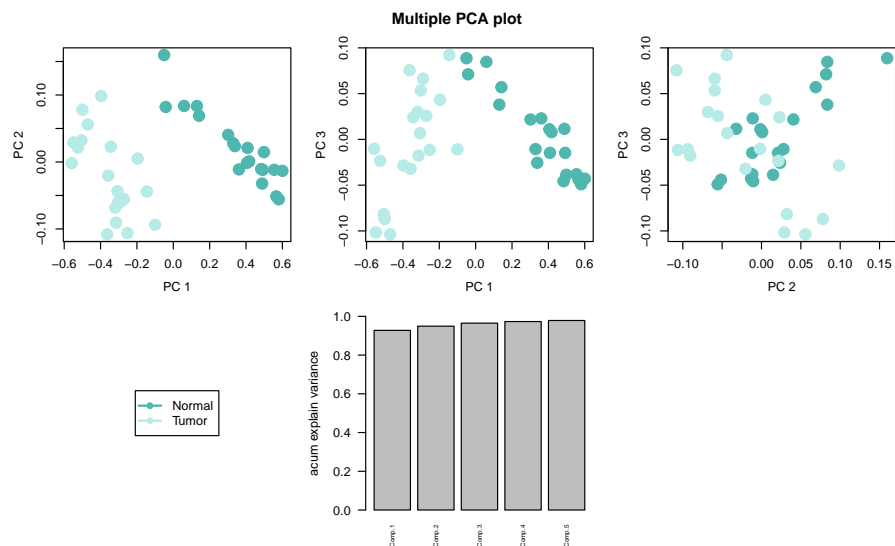 Multiple PCA plot
PC 2
0.10
0.00
−0.10
−0.6 −0.4 −0.2 0.0 0.2 0.4 0.6
PC 1
PC 3
0.10
0.05
0.00
−0.05
−0.10
−0.6 −0.4 −0.2 0.0 0.2 0.4 0.6
PC 1
PC 3
0.10
0.05
0.00
−0.05
−0.10
−0.10 0.00 0.05 0.10 0.15
PC 2
Normal
Tumor
acum explain variance
1.0
0.8
0.6
0.4
0.2
0.0
Comp.1 Comp.2 Comp.3 Comp.4 Comp.5